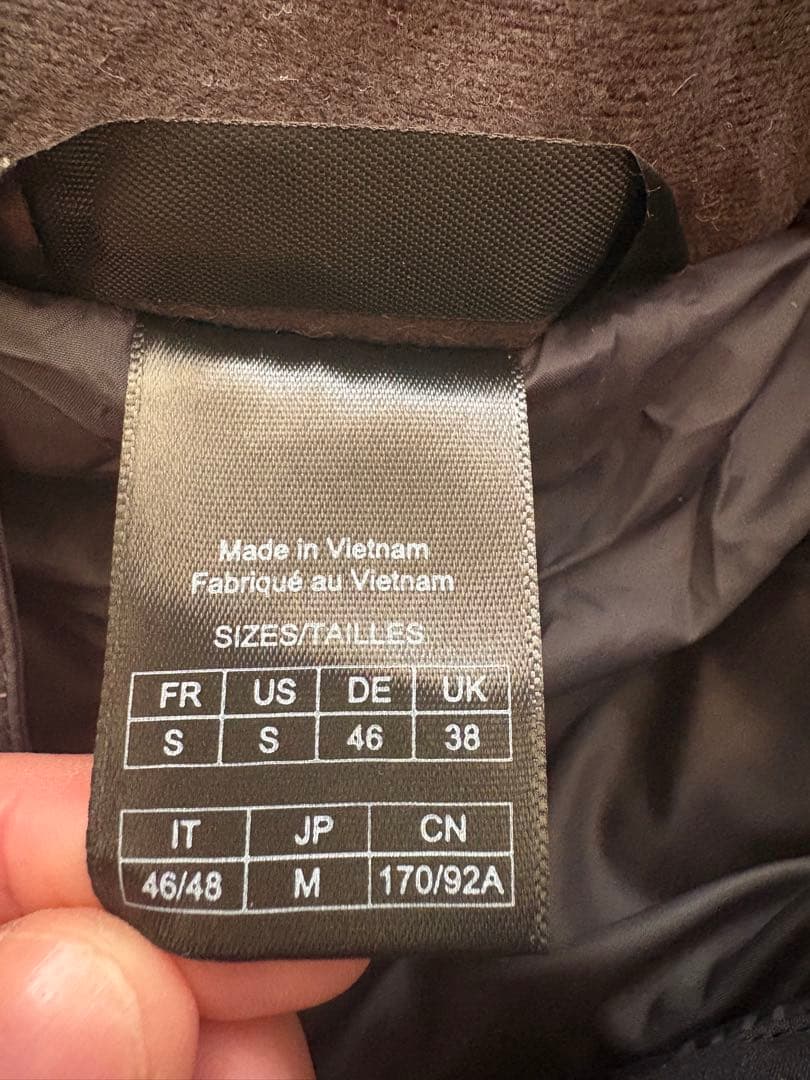 Made in Vietnam
Fabriqué au Vietnam
SIZES/TAILLES
FR US DE UK
S S 46 38
IT JP CN
46/48 M 170/92A